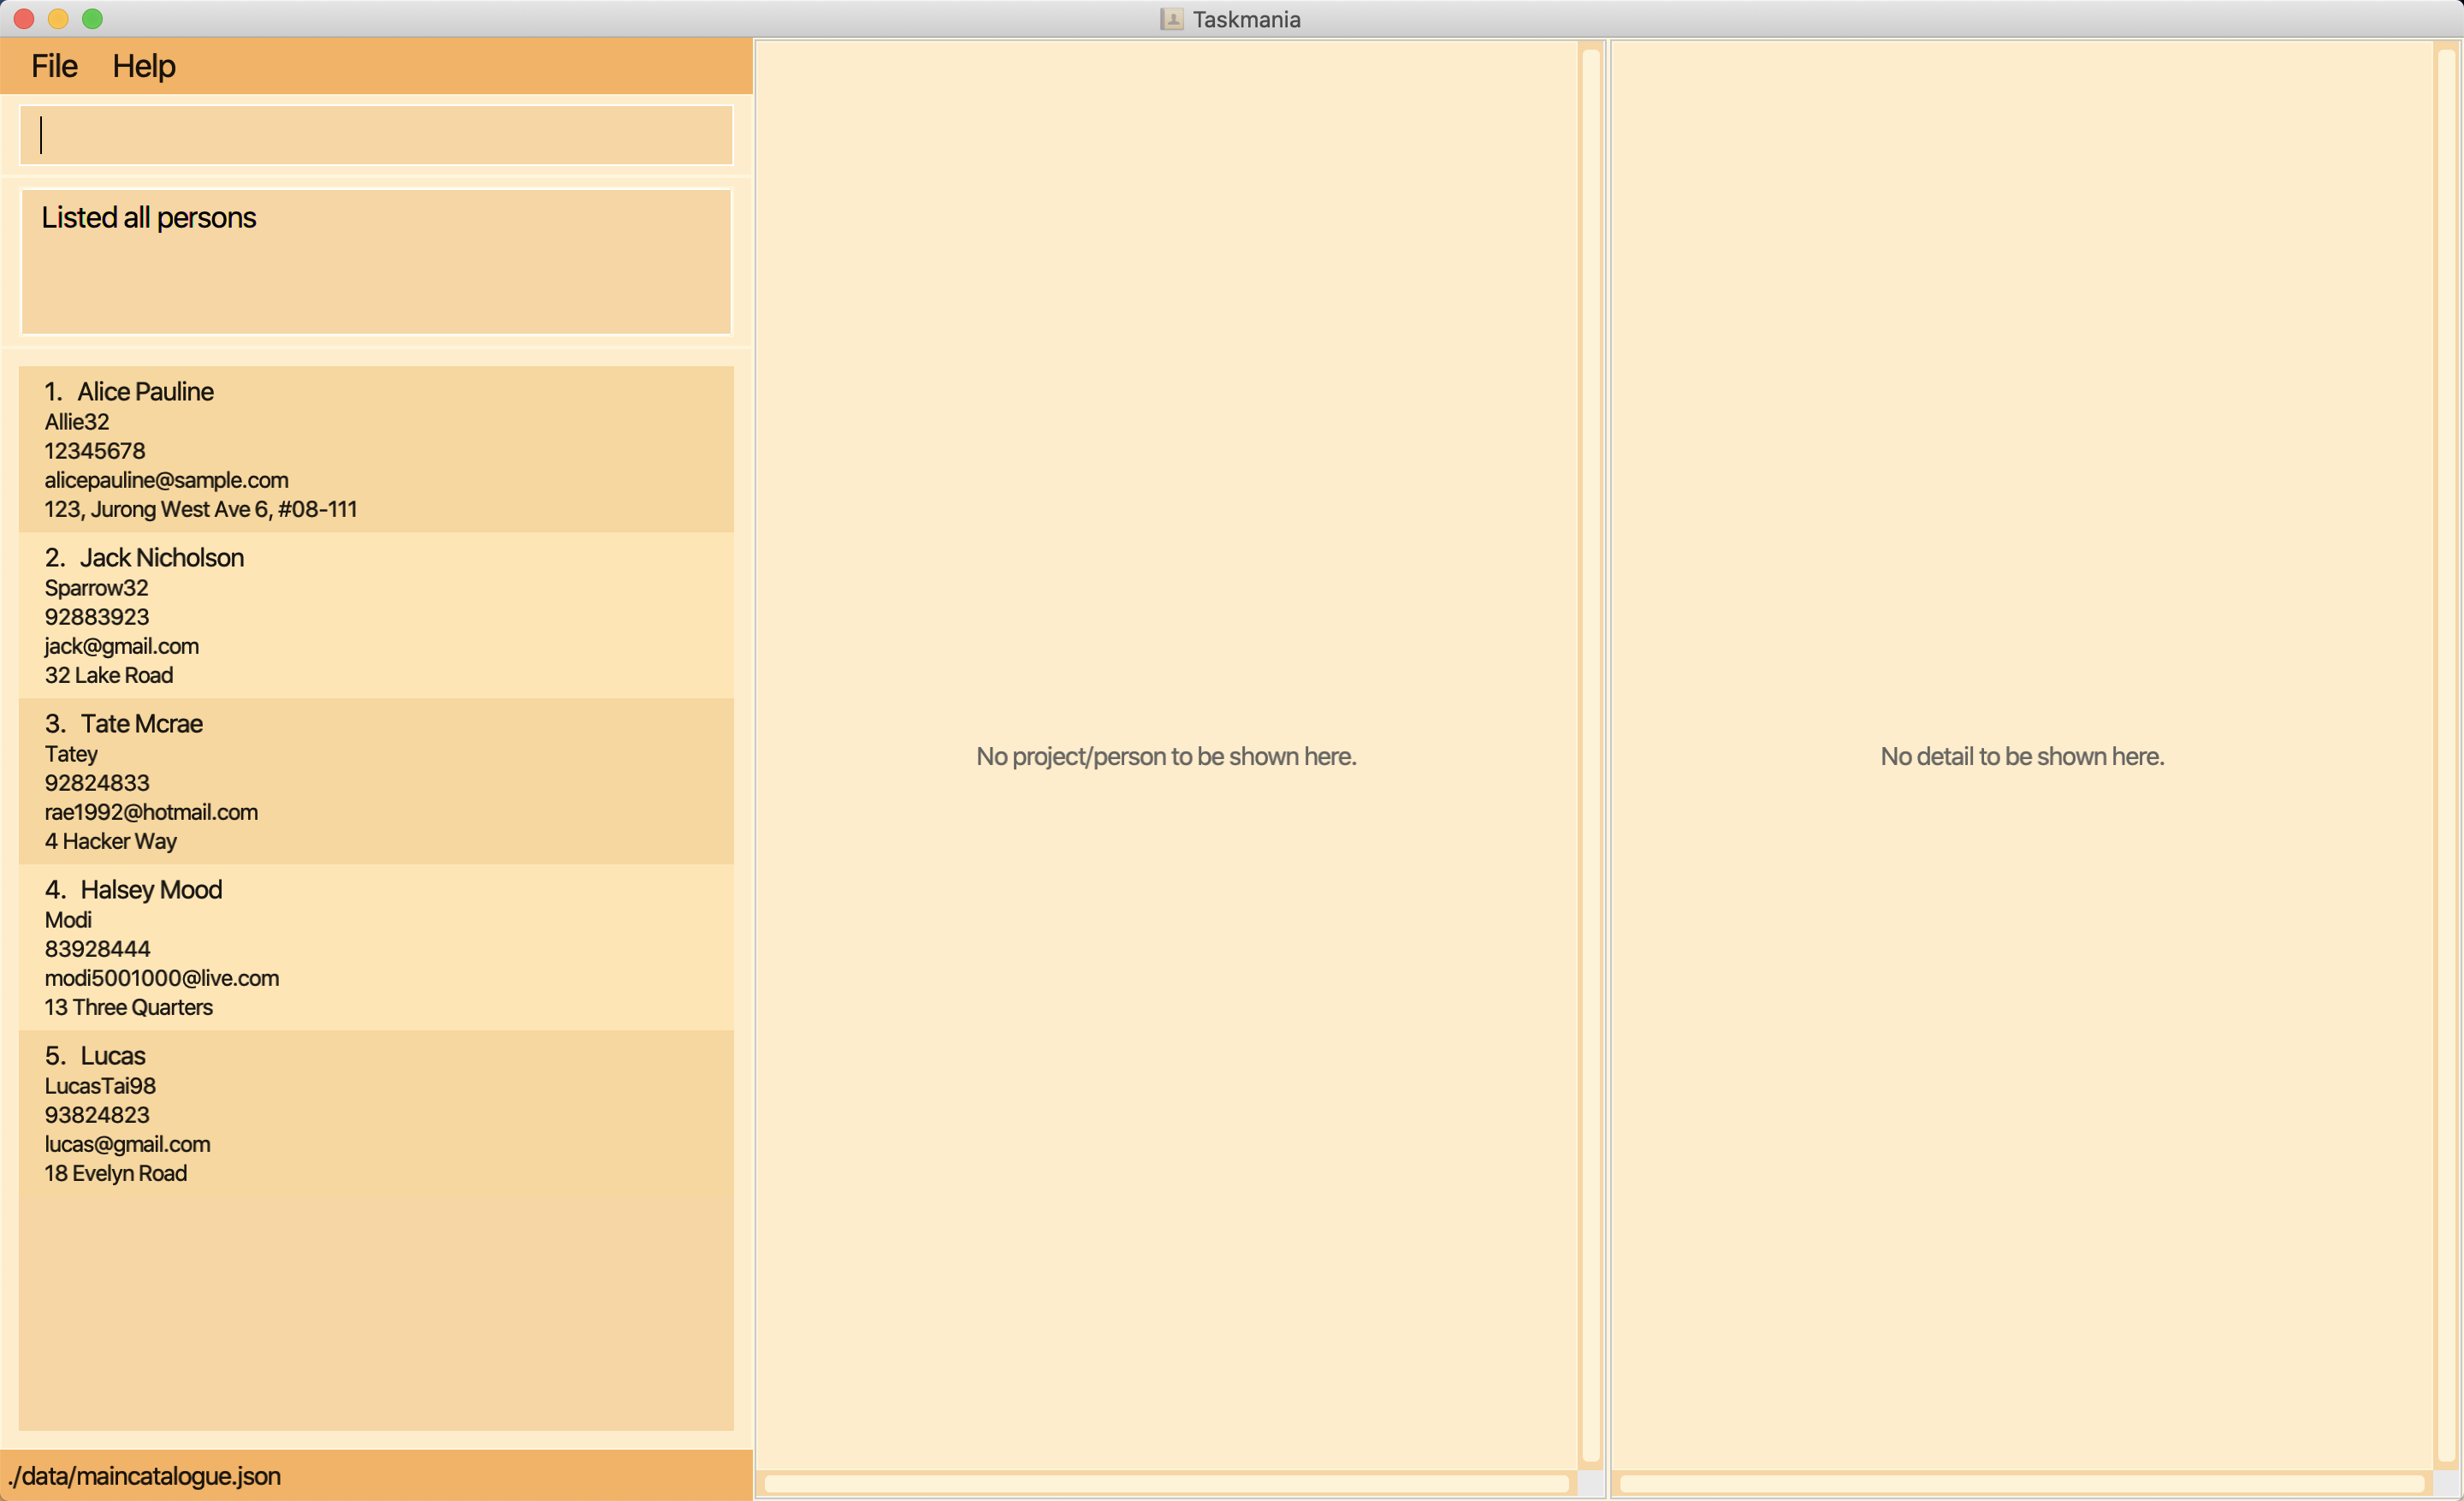 Taskmania
File Help
Listed all persons
1. Alice Pauline
Allie32
12345678
alicepauline@sample.com
123, Jurong West Ave 6, #08-111
2. Jack Nicholson
Sparrow32
92883923
jack@gmail.com
32 Lake Road
3. Tate Mcrae
Tatey
92824833
rae1992@hotmail.com
4 Hacker Way
4. Halsey Mood
Modi
83928444
modi5001000@live.com
13 Three Quarters
5. Lucas
LucasTai98
93824823
lucas@gmail.com
18 Evelyn Road
./data/maincatalogue.json
No project/person to be shown here.
No detail to be shown here.